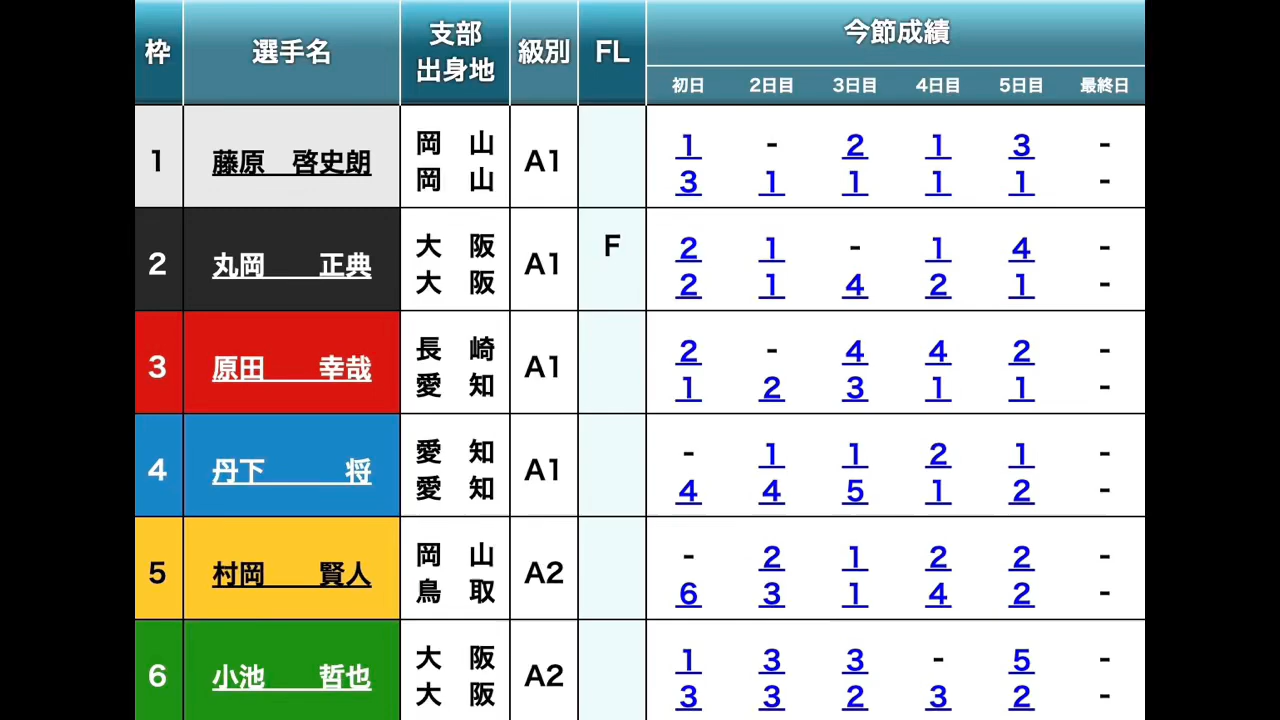 枠 選手名 支部 出身地 級別 FL 今節成績
初日 2日目 3日目 4日目 5日目 最終日
1 藤原 啓史朗 岡山 A1 1 - 2 1 3 -
岡山 3 1 1 1 1 -
2 丸岡 正典 大阪 A1 F 2 1 - 1 4 -
大阪 2 1 4 2 1 -
3 原田 幸哉 長崎 A1 2 - 4 4 2 -
愛知 1 2 3 1 1 -
4 丹下 将 愛知 A1 - 1 1 2 1 -
愛知 4 4 5 1 2 -
5 村岡 賢人 岡山 A2 - 2 1 2 2 -
鳥取 6 3 1 4 2 -
6 小池 哲也 大阪 A2 1 3 3 - 5 -
大阪 3 3 2 3 2 -